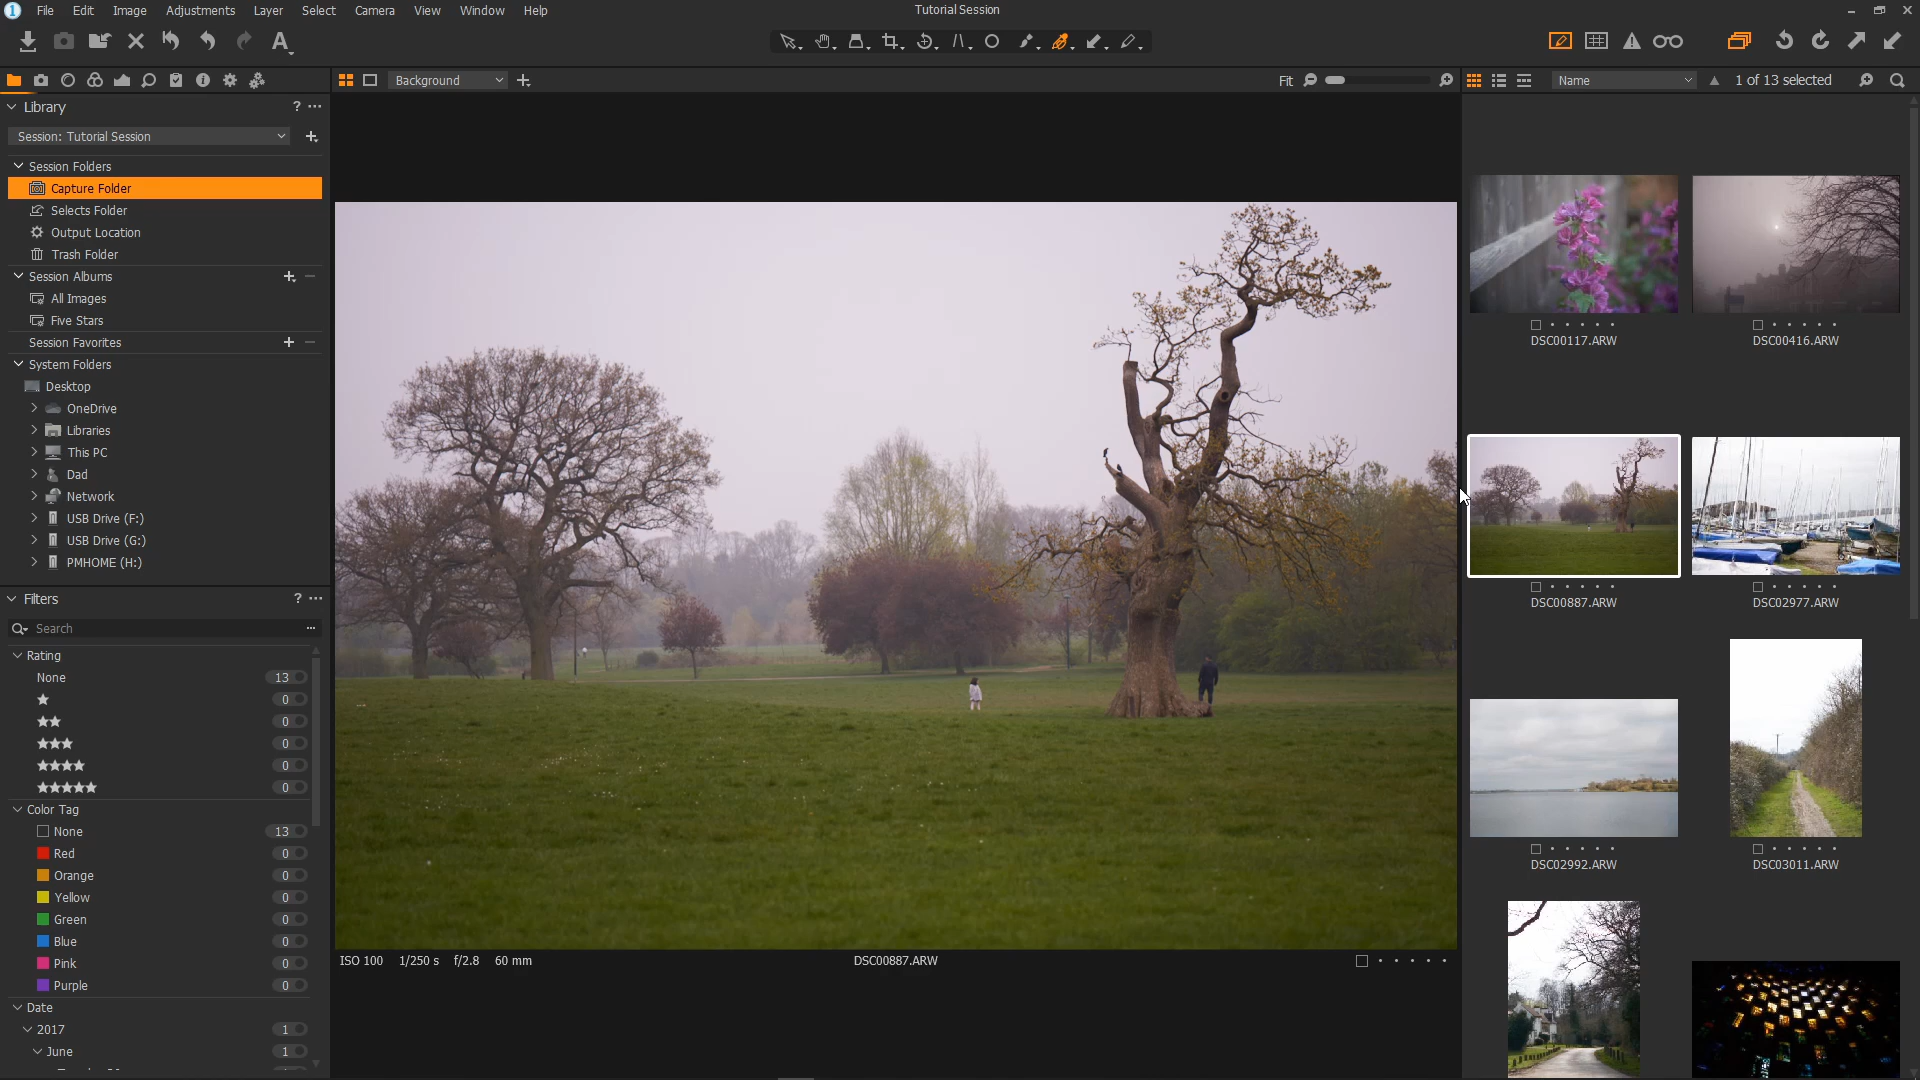 File Edit Image Adjustments Layer Select Camera View Window Help
Tutorial Session
Background
Fit
Name
1 of 13 selected
Library
?
Session: Tutorial Session
Session Folders
Capture Folder
Selects Folder
Output Location
Trash Folder
Session Albums
All Images
Five Stars
Session Favorites
System Folders
Desktop
OneDrive
Libraries
This PC
Dad
Network
USB Drive (F:)
USB Drive (G:)
PMHOME (H:)
Filters
?
Search
Rating
None 13
0
0
0
0
0
Color Tag
None 13
Red 0
Orange 0
Yellow 0
Green 0
Blue 0
Pink 0
Purple 0
Date
2017 1
June 1
ISO 100 1/250 s f/2.8 60 mm
DSC00887.ARW
DSC00117.ARW
DSC00416.ARW
DSC00887.ARW
DSC02977.ARW
DSC02992.ARW
DSC03011.ARW